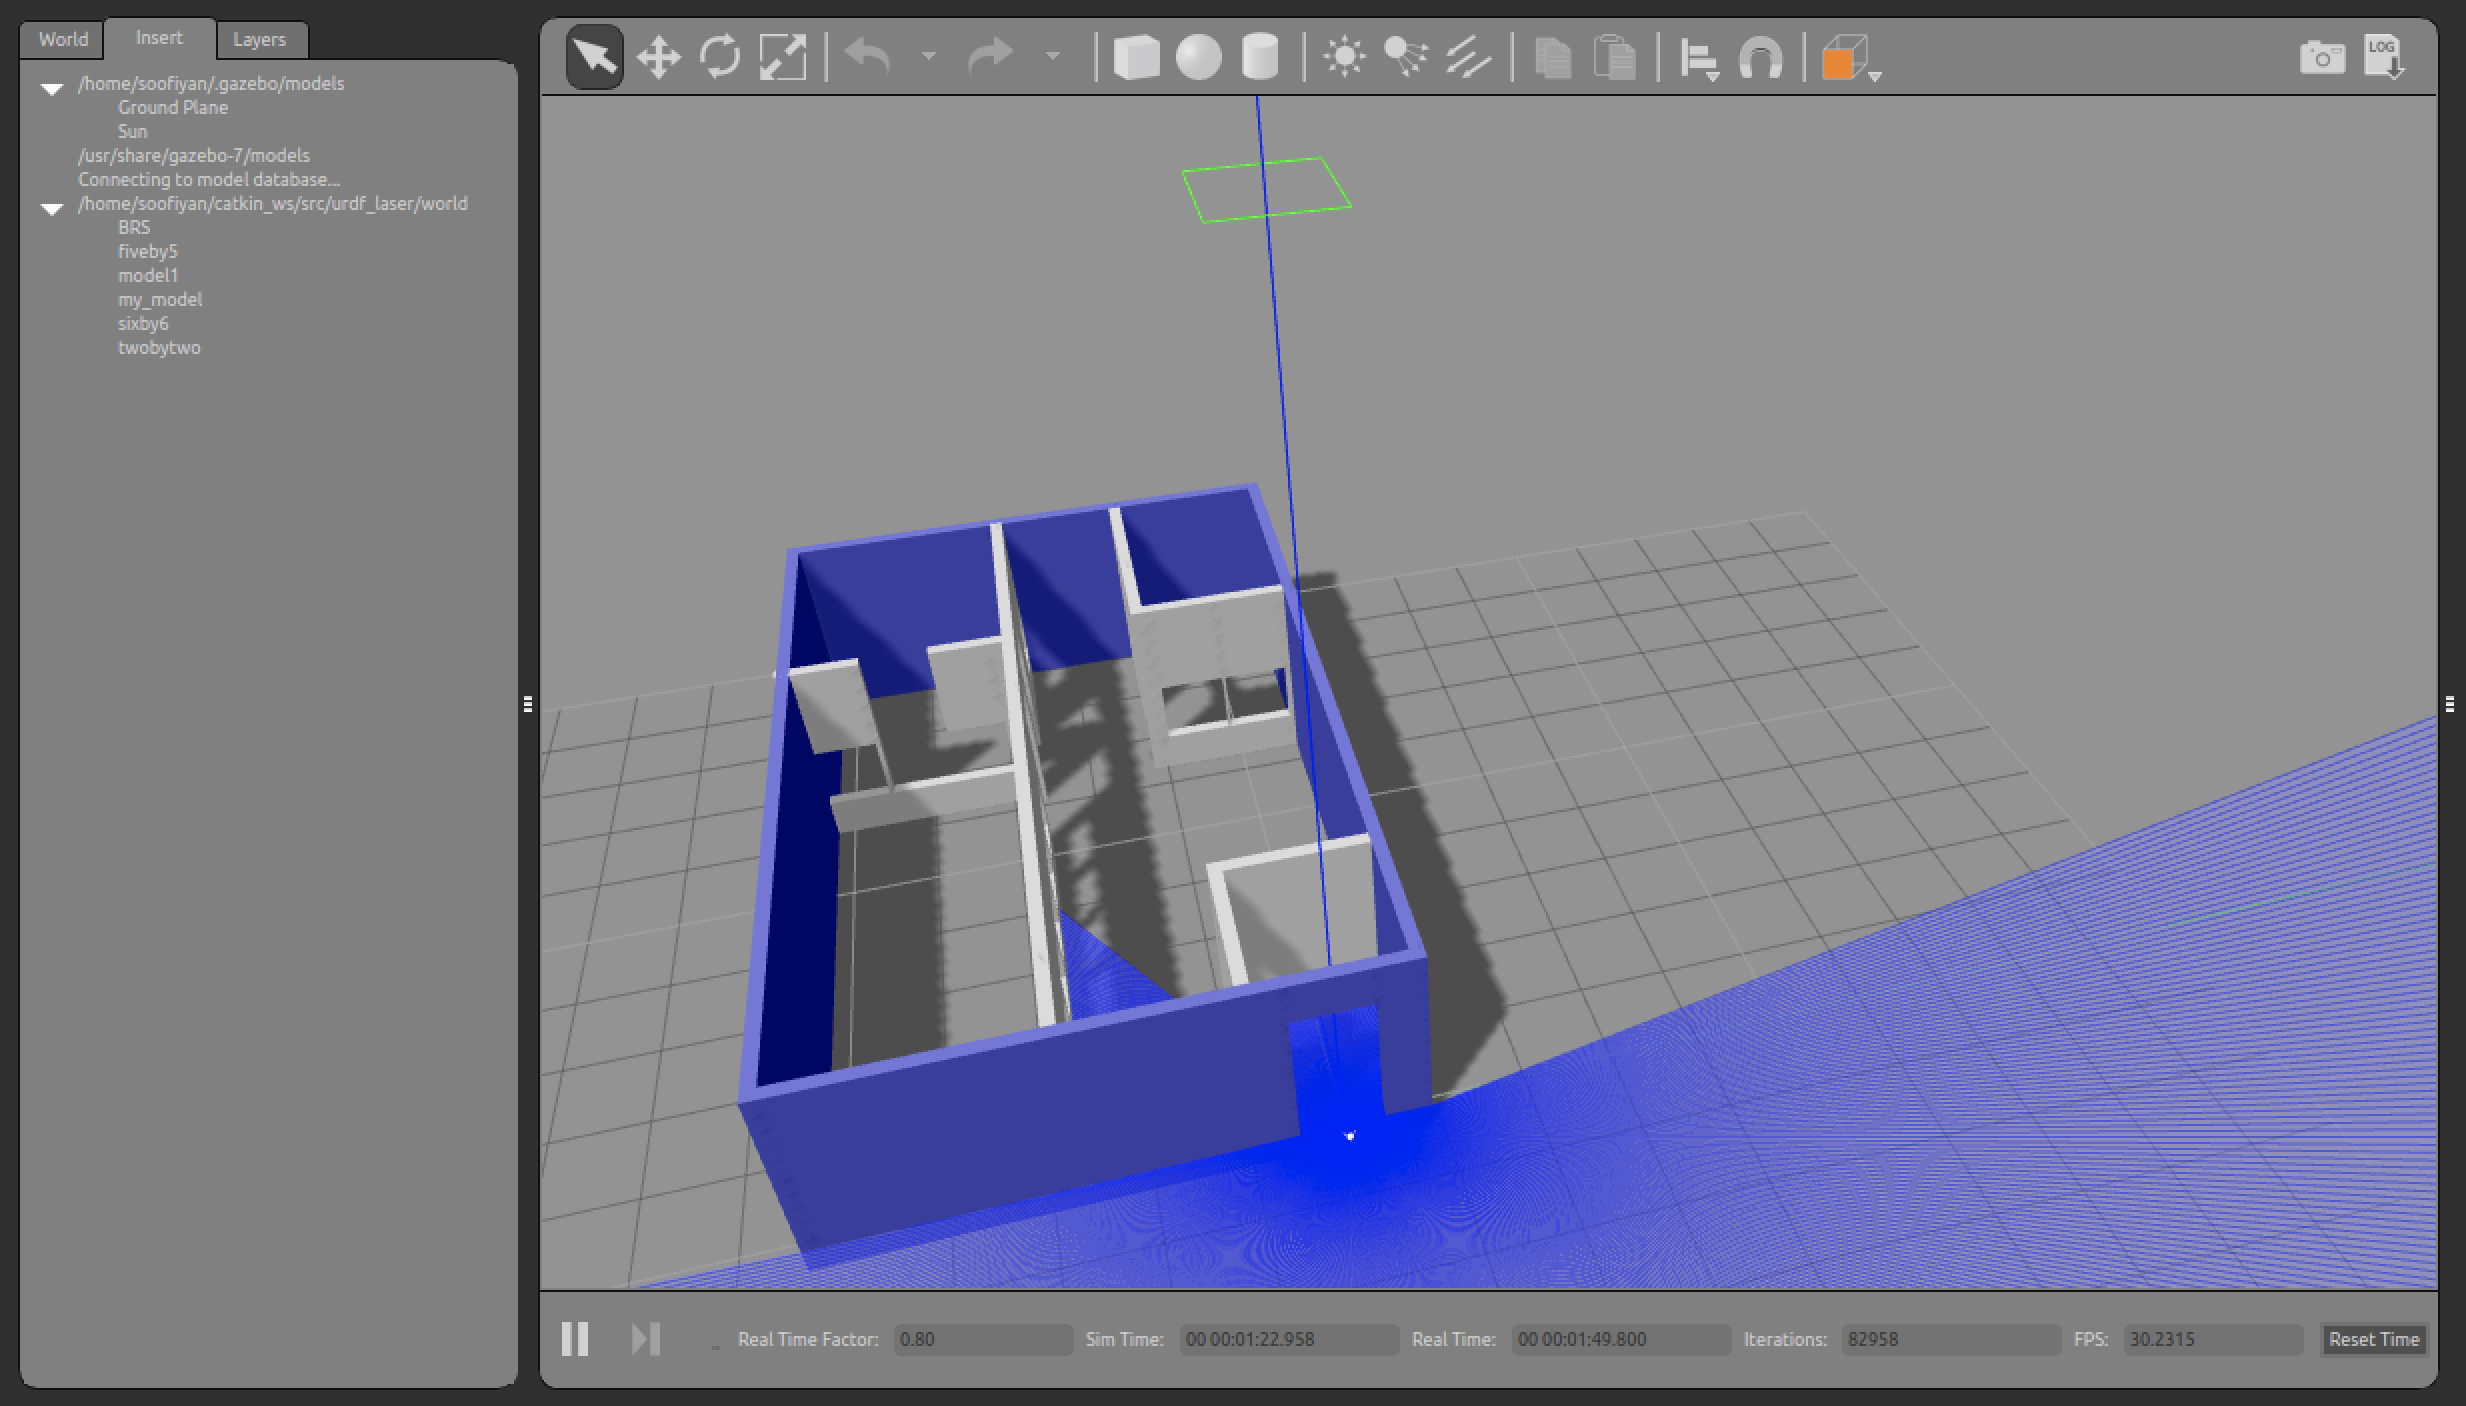 World Insert Layers
/home/soofiyan/.gazebo/models
Ground Plane
Sun
/usr/share/gazebo-7/models
Connecting to model database...
/home/soofiyan/catkin_ws/src/urdf_laser/world
BRS
fiveby5
model1
my_model
sixby6
twobytwo
LOG
Real Time Factor: 0.80 Sim Time: 00 00:01:22.958 Real Time: 00 00:01:49.800 Iterations: 82958 FPS: 30.2315 Reset Time